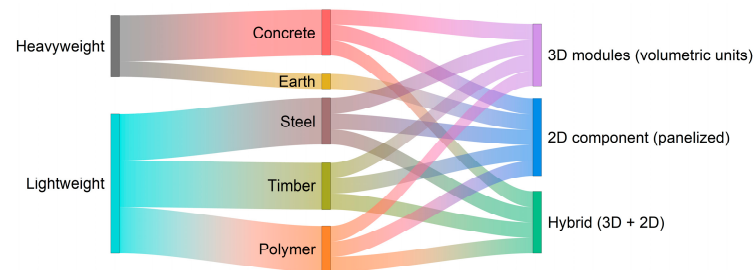 Heavyweight
Lightweight
Concrete
Earth
Steel
Timber
Polymer
3D modules (volumetric units)
2D component (panelized)
Hybrid (3D + 2D)